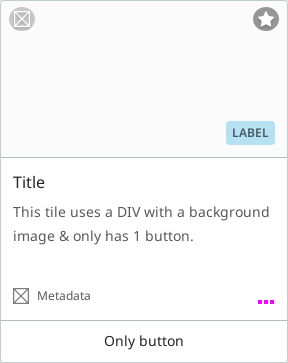 LABEL
Title
This tile uses a DIV with a background
image & only has 1 button.
Metadata
Only button